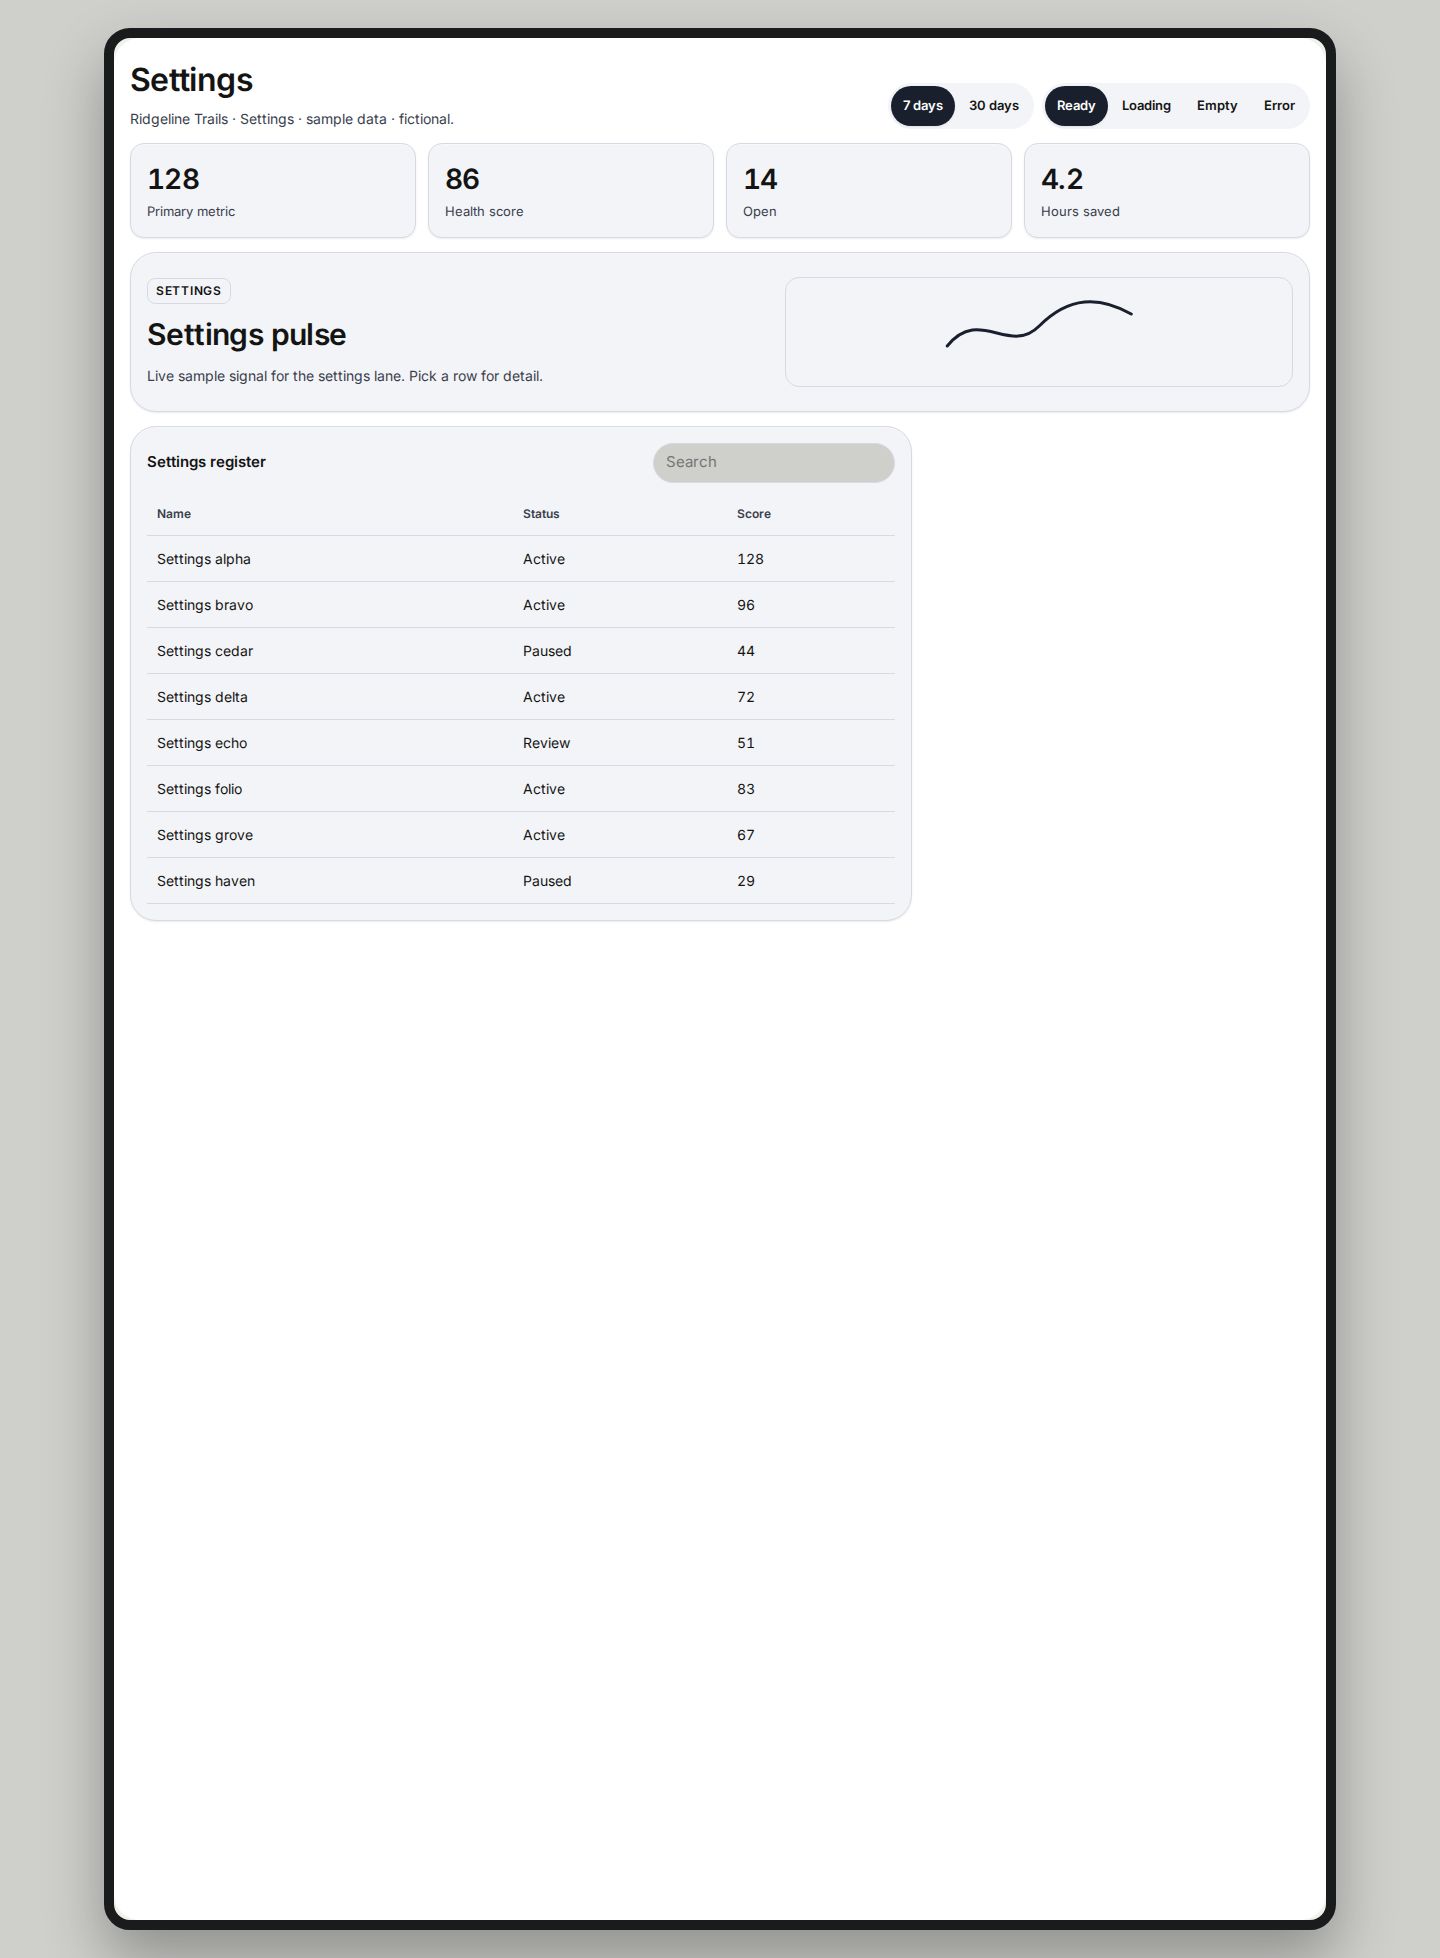 Settings
Ridgeline Trails · Settings · sample data · fictional.
7 days 30 days Ready Loading Empty Error
128 86 14 4.2
Primary metric Health score Open Hours saved
SETTINGS
Settings pulse
Live sample signal for the settings lane. Pick a row for detail.
Settings register Search
Name Status Score
Settings alpha Active 128
Settings bravo Active 96
Settings cedar Paused 44
Settings delta Active 72
Settings echo Review 51
Settings folio Active 83
Settings grove Active 67
Settings haven Paused 29